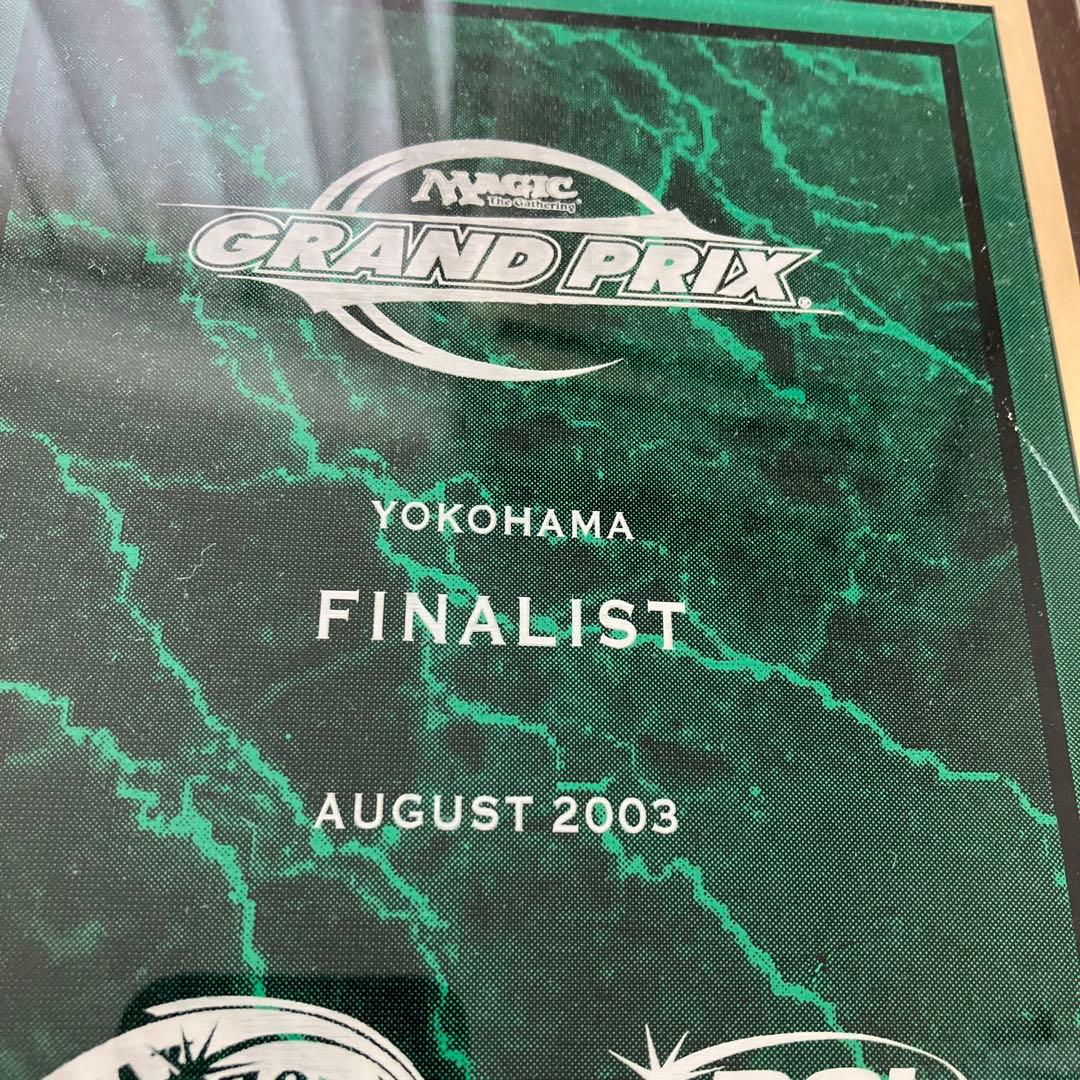 MAGIC
The Gathering®
GRAND PRIX®
YOKOHAMA
FINALIST
AUGUST 2003